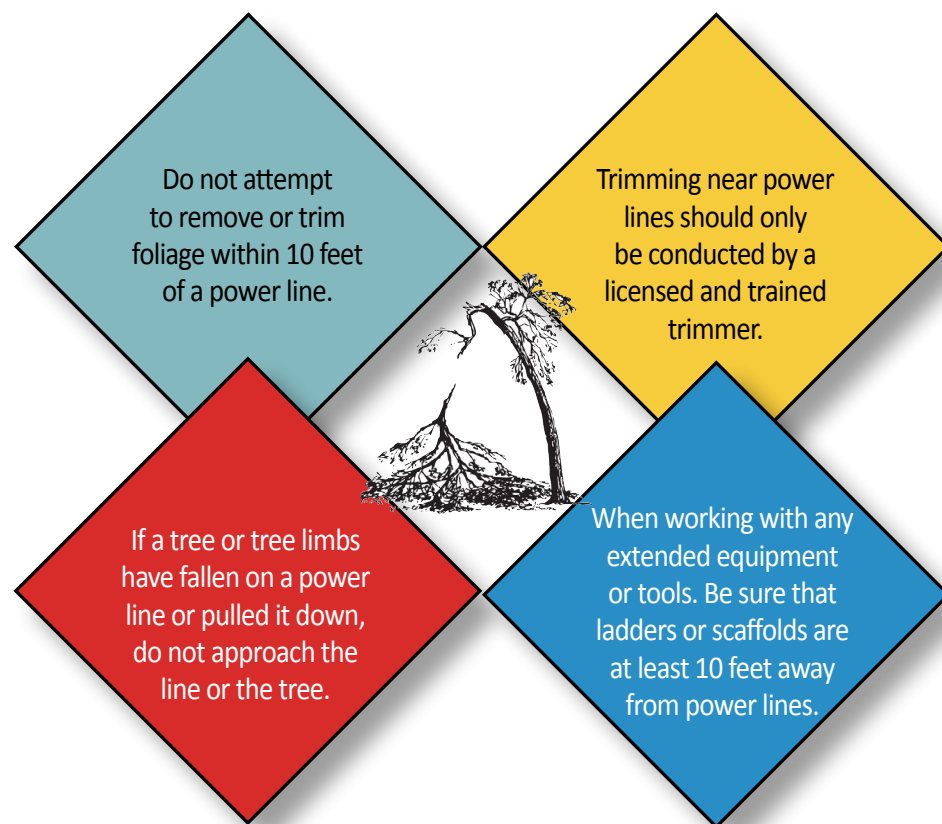 Do not attempt
to remove or trim
foliage within 10 feet
of a power line.
Trimming near power
lines should only
be conducted by a
licensed and trained
trimmer.
If a tree or tree limbs
have fallen on a power
line or pulled it down,
do not approach the
line or the tree.
When working with any
extended equipment
or tools. Be sure that
ladders or scaffolds are
at least 10 feet away
from power lines.